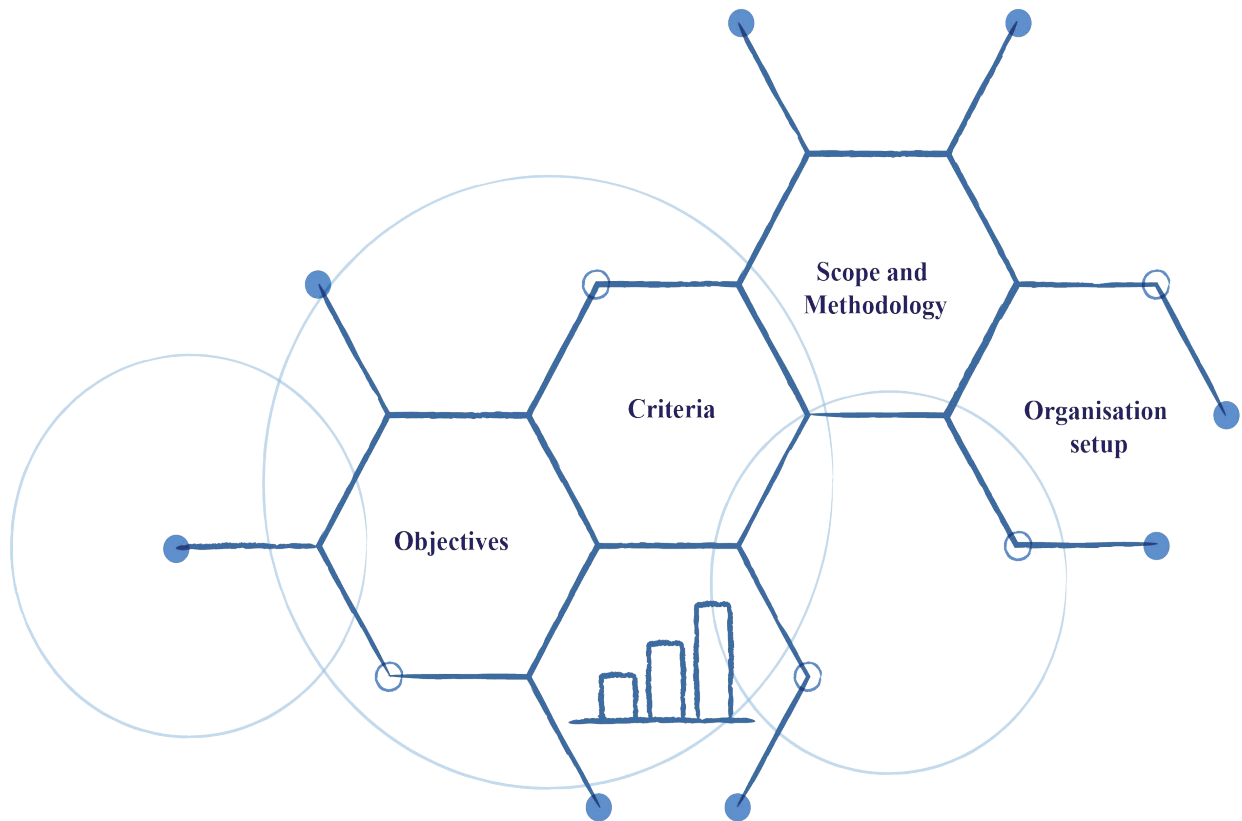 Scope and
Methodology
Criteria
Organisation
setup
Objectives